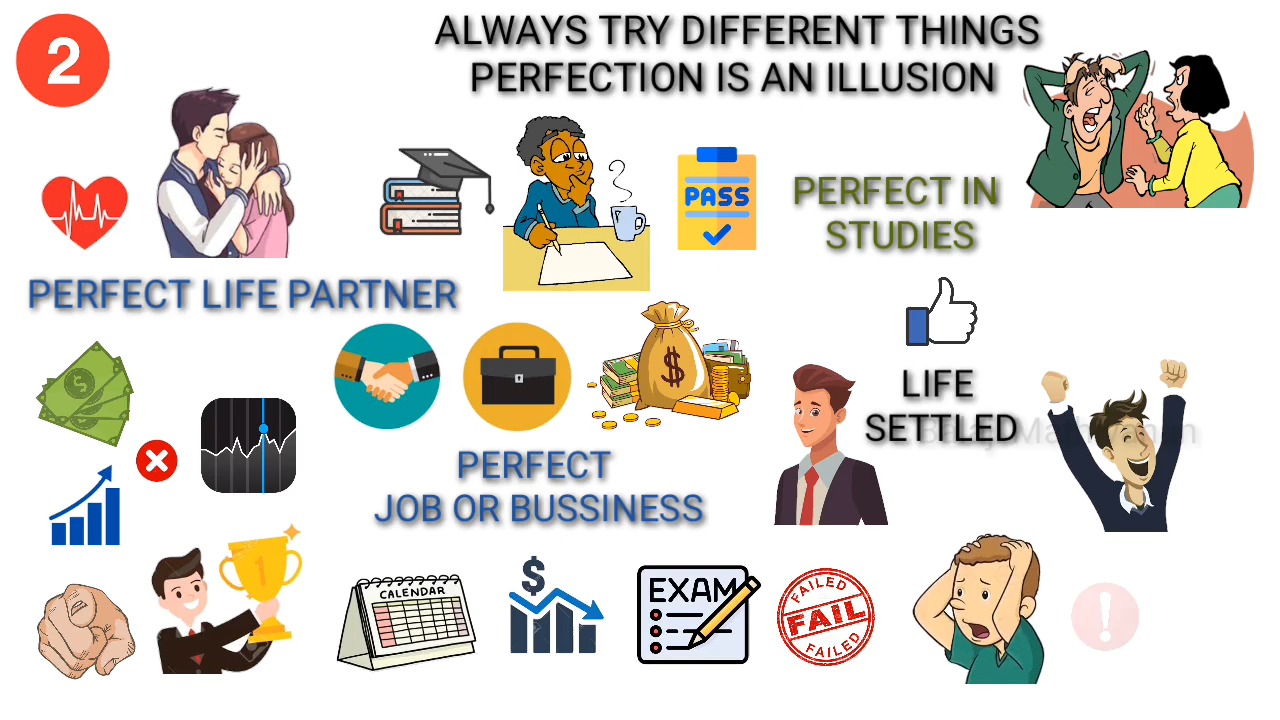 2
ALWAYS TRY DIFFERENT THINGS
PERFECTION IS AN ILLUSION
PASS
PERFECT IN
STUDIES
PERFECT LIFE PARTNER
$
$
LIFE
SETTLED
PERFECT
JOB OR BUSSINESS
1
CALENDAR
$
EXAM
FAILED
FAIL
FAILED
!